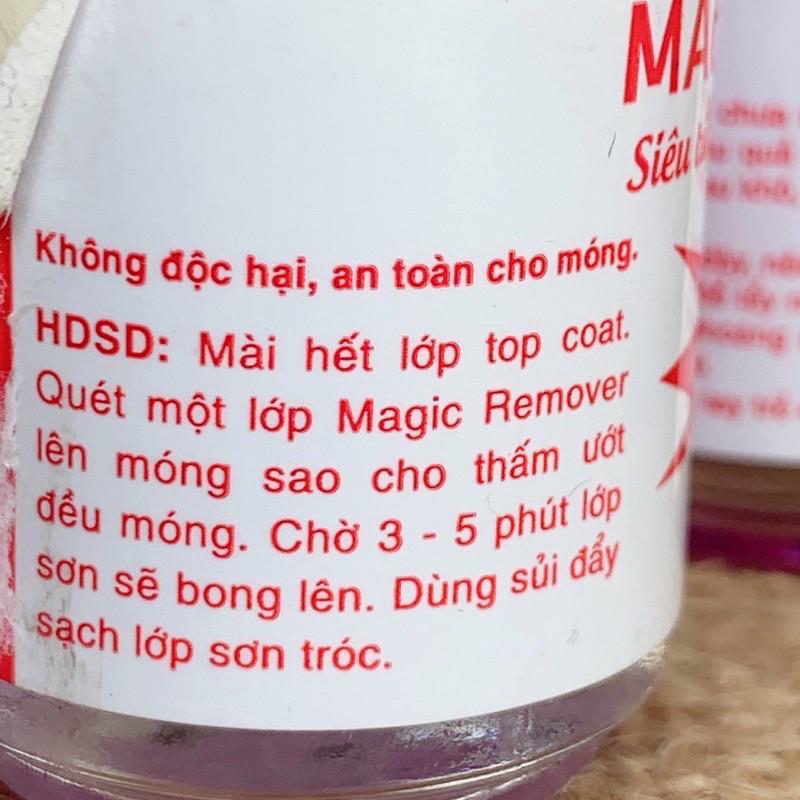 Siêu
Không độc hại, an toàn cho móng.
HDSD: Mài hết lớp top coat.
Quét một lớp Magic Remover
lên móng sao cho thấm ướt
đều móng. Chờ 3 - 5 phút lớp
sơn sẽ bong lên. Dùng sủi đẩy
sạch lớp sơn tróc.